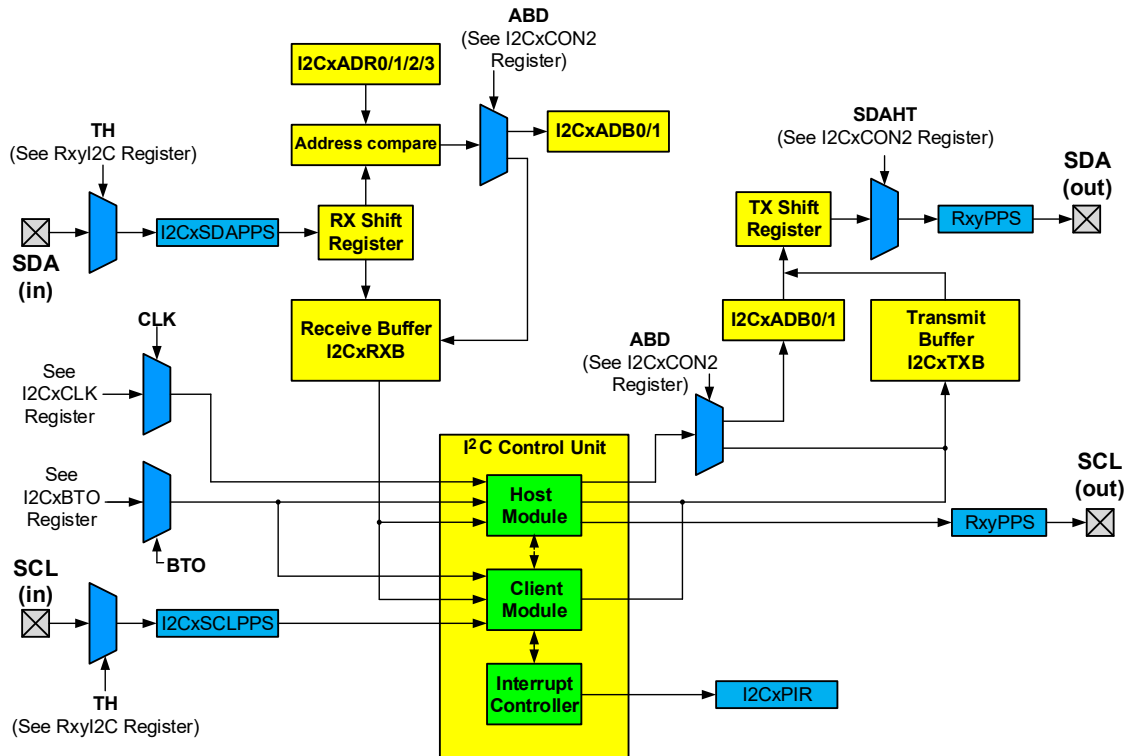 ABD
(See I2CxCON2
Register)
I2CxADR0/1/2/3
TH
(See RxyI2C Register)
Address compare
I2CxADB0/1
SDAHT
(See I2CxCON2 Register)
SDA
(out)
I2CxSDAPPS
RX Shift
Register
TX Shift
Register
RxyPPS
SDA
(in)
CLK
Receive Buffer
I2CxRXB
I2CxADB0/1
Transmit
Buffer
I2CxTXB
ABD
(See I2CxCON2
Register)
See
I2CxCLK
Register
I²C Control Unit
See
I2CxBTO
Register
Host
Module
SCL
(out)
RxyPPS
BTO
SCL
(in)
Client
Module
I2CxSCLPPS
Interrupt
Controller
I2CxPIR
TH
(See RxyI2C Register)